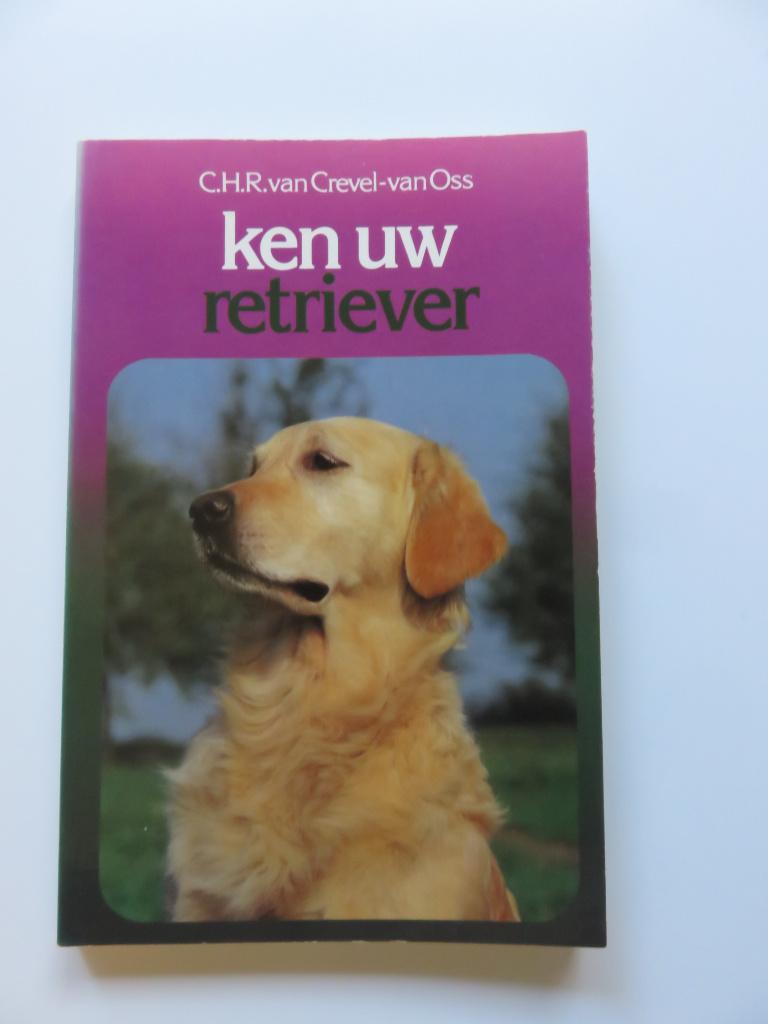 C.H.R.van Crevel-van Oss
ken uw
retriever